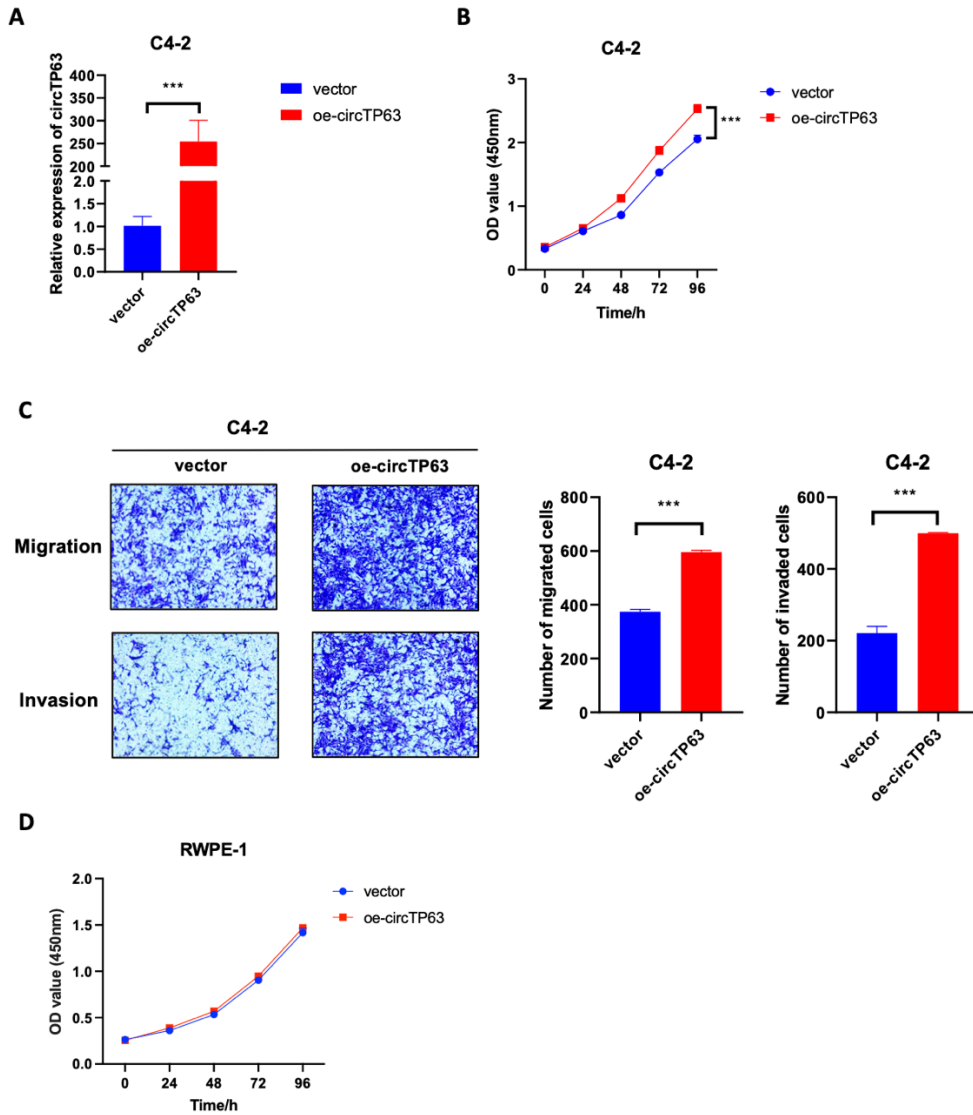 A
C4-2
Relative expression of circTP63
400
350
300
250
200
150
2.0
1.5
1.0
0.5
0.0
***
vector
oe-circTP63
vector
oe-circTP63
B
C4-2
OD value (450nm)
3
2
1
0
0 24 48 72 96
Time/h
vector
oe-circTP63
***
C
C4-2
vector oe-circTP63
Migration
Invasion
C4-2
Number of migrated cells
800
600
400
200
0
***
vector
oe-circTP63
C4-2
Number of invaded cells
600
400
200
0
***
vector
oe-circTP63
D
RWPE-1
OD value (450nm)
2.0
1.5
1.0
0.5
0.0
0 24 48 72 96
Time/h
vector
oe-circTP63